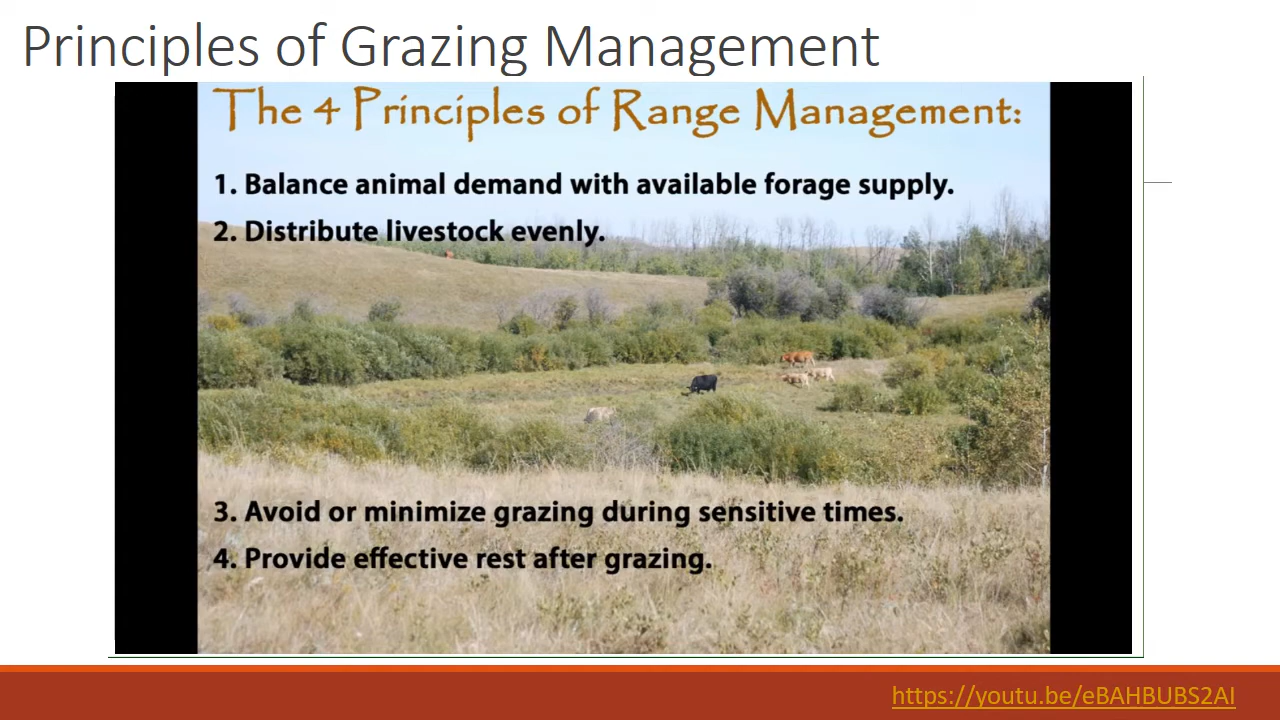 Principles of Grazing Management
The 4 Principles of Range Management:
1. Balance animal demand with available forage supply.
2. Distribute livestock evenly.
3. Avoid or minimize grazing during sensitive times.
4. Provide effective rest after grazing.
https://youtu.be/eBAHBUBS2AI